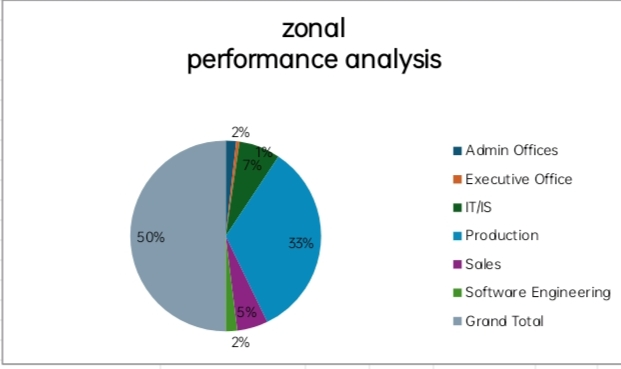 zonal
performance analysis
2%
1%
7%
33%
5%
2%
50%
Admin Offices
Executive Office
IT/IS
Production
Sales
Software Engineering
Grand Total